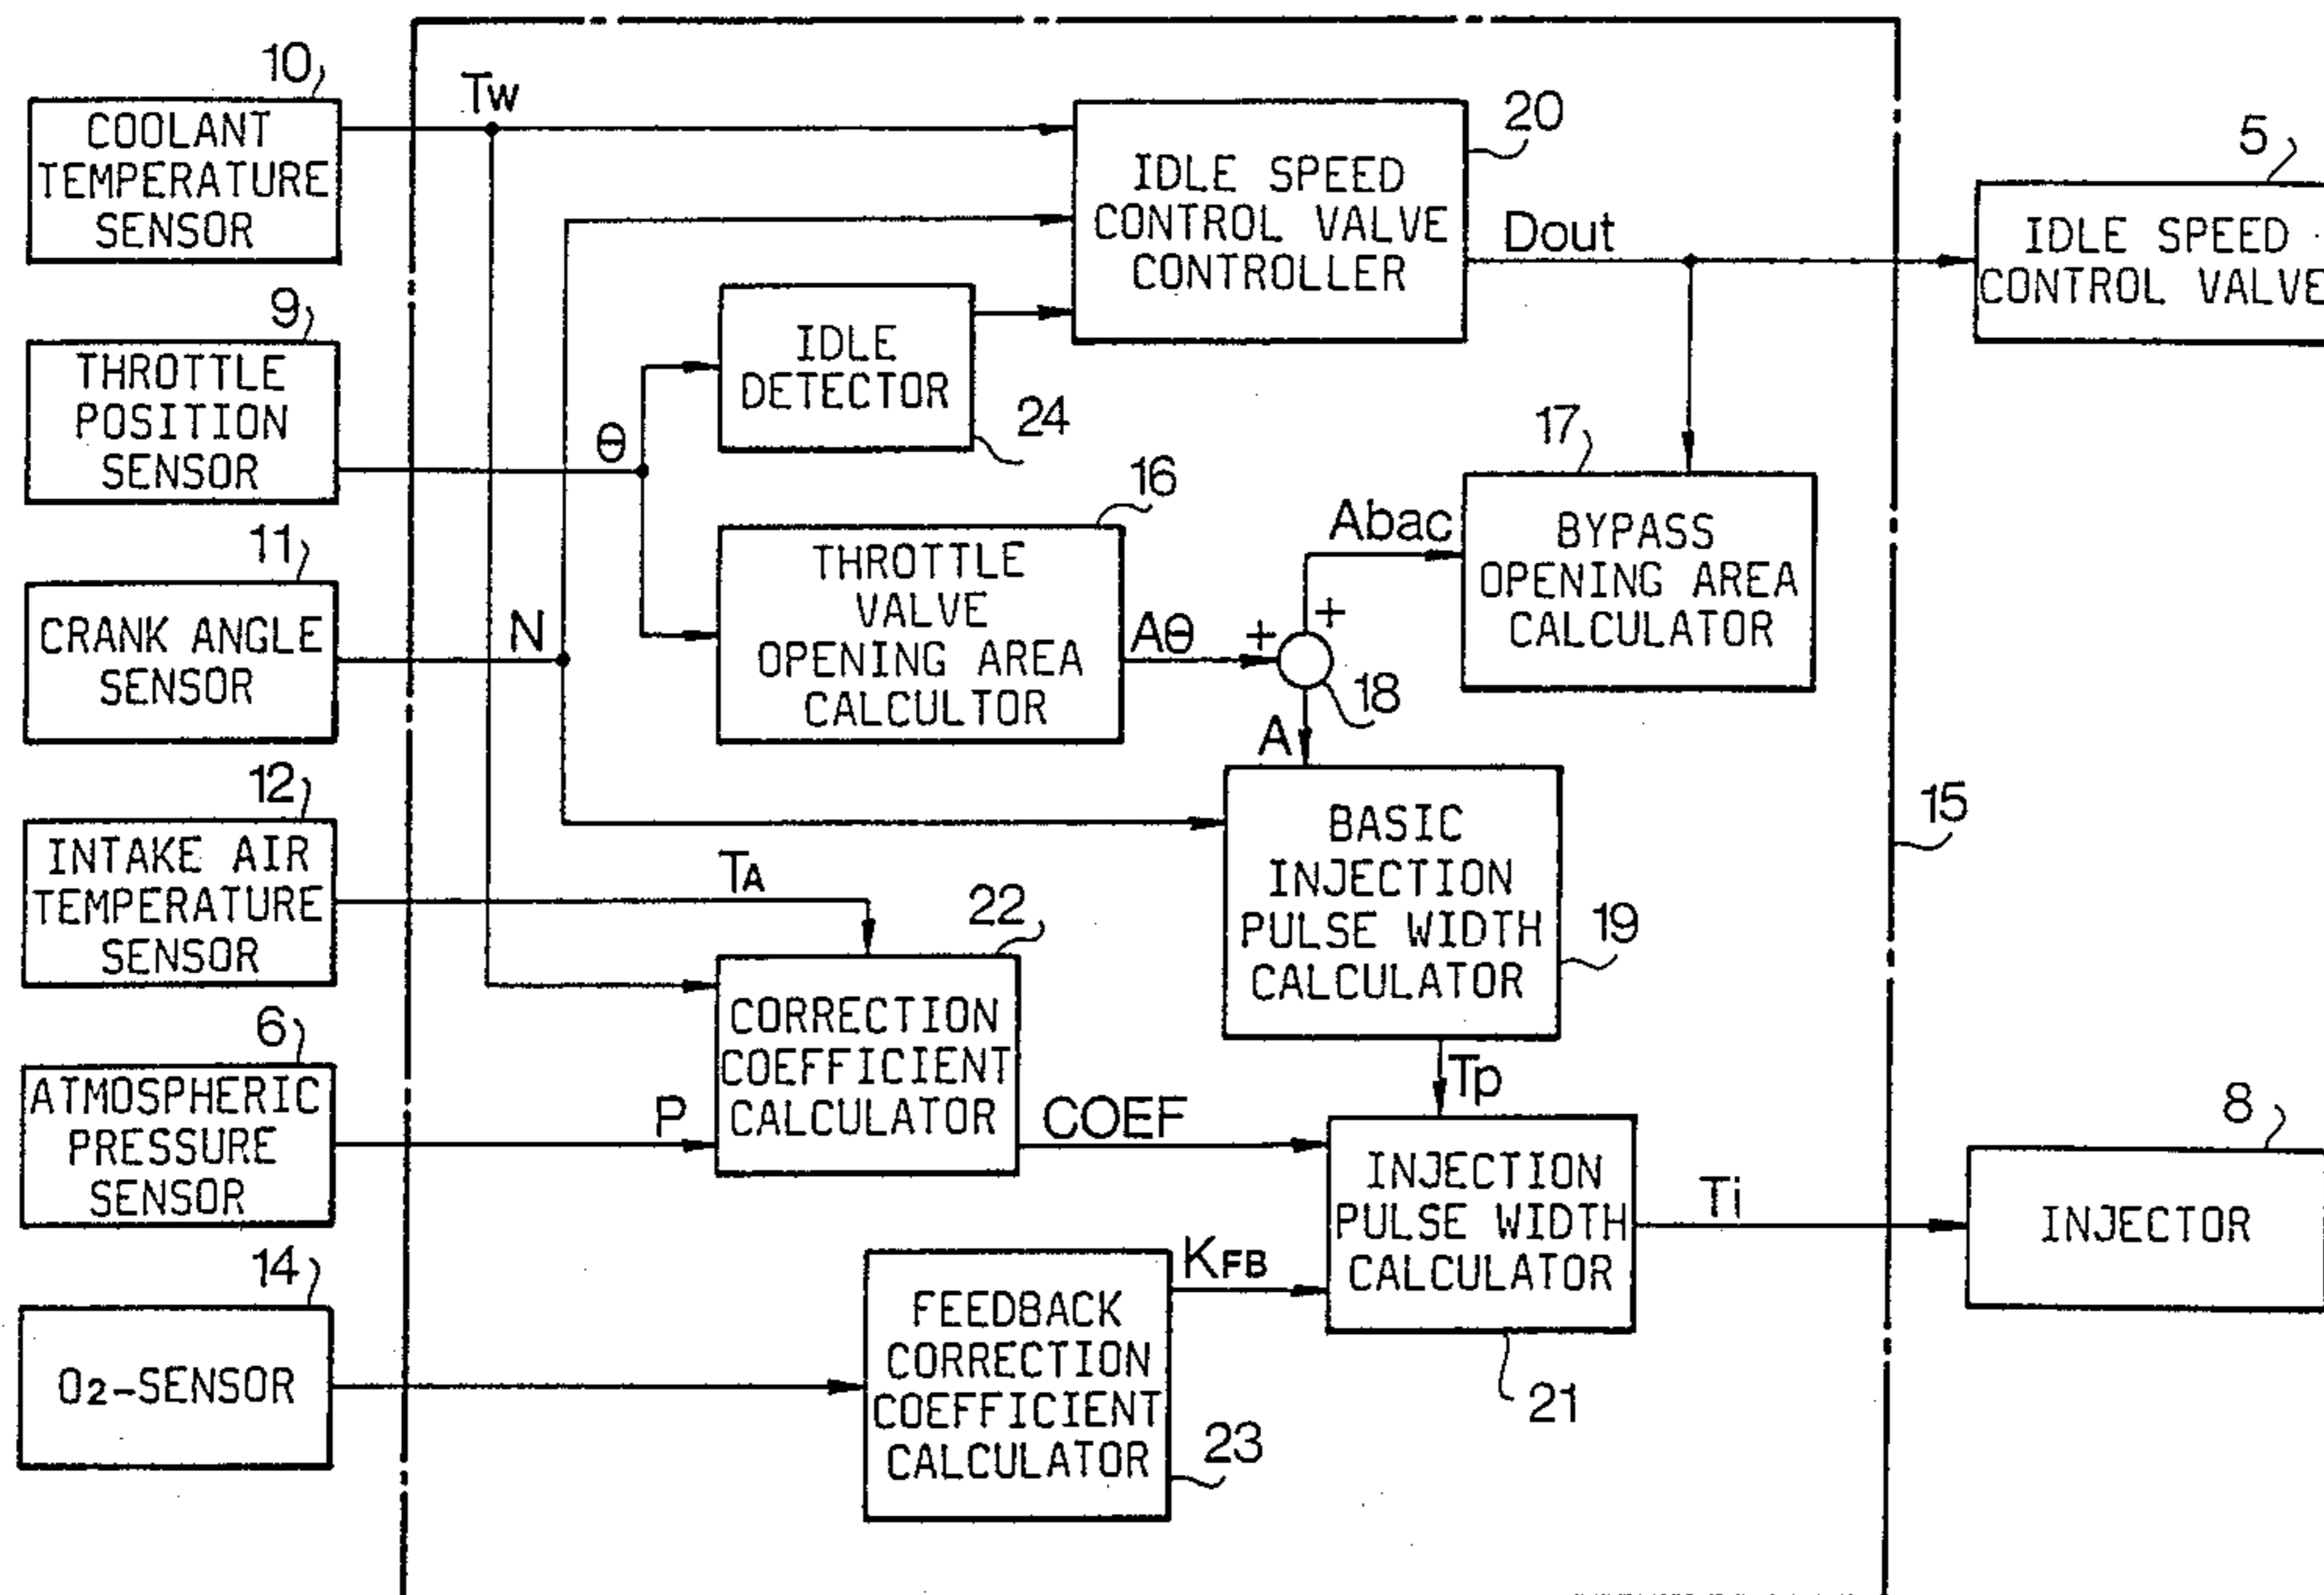 10
COOLANT
TEMPERATURE
SENSOR
Tw
IDLE SPEED
CONTROL VALVE
CONTROLLER
20
Dout
5
IDLE SPEED
CONTROL VALVE
9
THROTTLE
POSITION
SENSOR
θ
IDLE
DETECTOR
24
17
BYPASS
OPENING AREA
CALCULATOR
Abac
11
CRANK ANGLE
SENSOR
N
16
THROTTLE
VALVE
OPENING AREA
CALCULTOR
Aθ
+
+
18
A
12
INTAKE AIR
TEMPERATURE
SENSOR
TA
BASIC
INJECTION
PULSE WIDTH
CALCULATOR
19
15
22
CORRECTION
COEFFICIENT
CALCULATOR
6
ATMOSPHERIC
PRESSURE
SENSOR
P
COEF
Tp
INJECTION
PULSE WIDTH
CALCULATOR
21
Ti
8
INJECTOR
14
O2-SENSOR
FEEDBACK
CORRECTION
COEFFICIENT
CALCULATOR
23
KFB